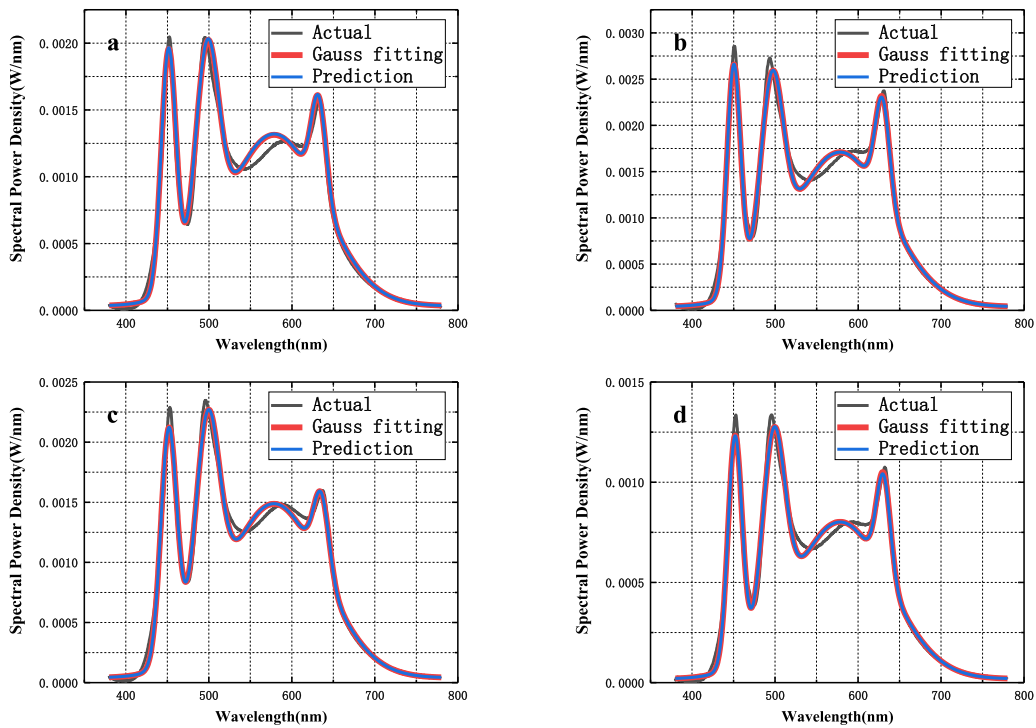 a
Actual
Gauss fitting
Prediction
Spectral Power Density(W/nm)
0.0020
0.0015
0.0010
0.0005
0.0000
400 500 600 700 800
Wavelength(nm)
b
Actual
Gauss fitting
Prediction
Spectral Power Density(W/nm)
0.0030
0.0025
0.0020
0.0015
0.0010
0.0005
0.0000
400 500 600 700 800
Wavelength(nm)
c
Actual
Gauss fitting
Prediction
Spectral Power Density(W/nm)
0.0025
0.0020
0.0015
0.0010
0.0005
0.0000
400 500 600 700 800
Wavelength(nm)
d
Actual
Gauss fitting
Prediction
Spectral Power Density(W/nm)
0.0015
0.0010
0.0005
0.0000
400 500 600 700 800
Wavelength(nm)